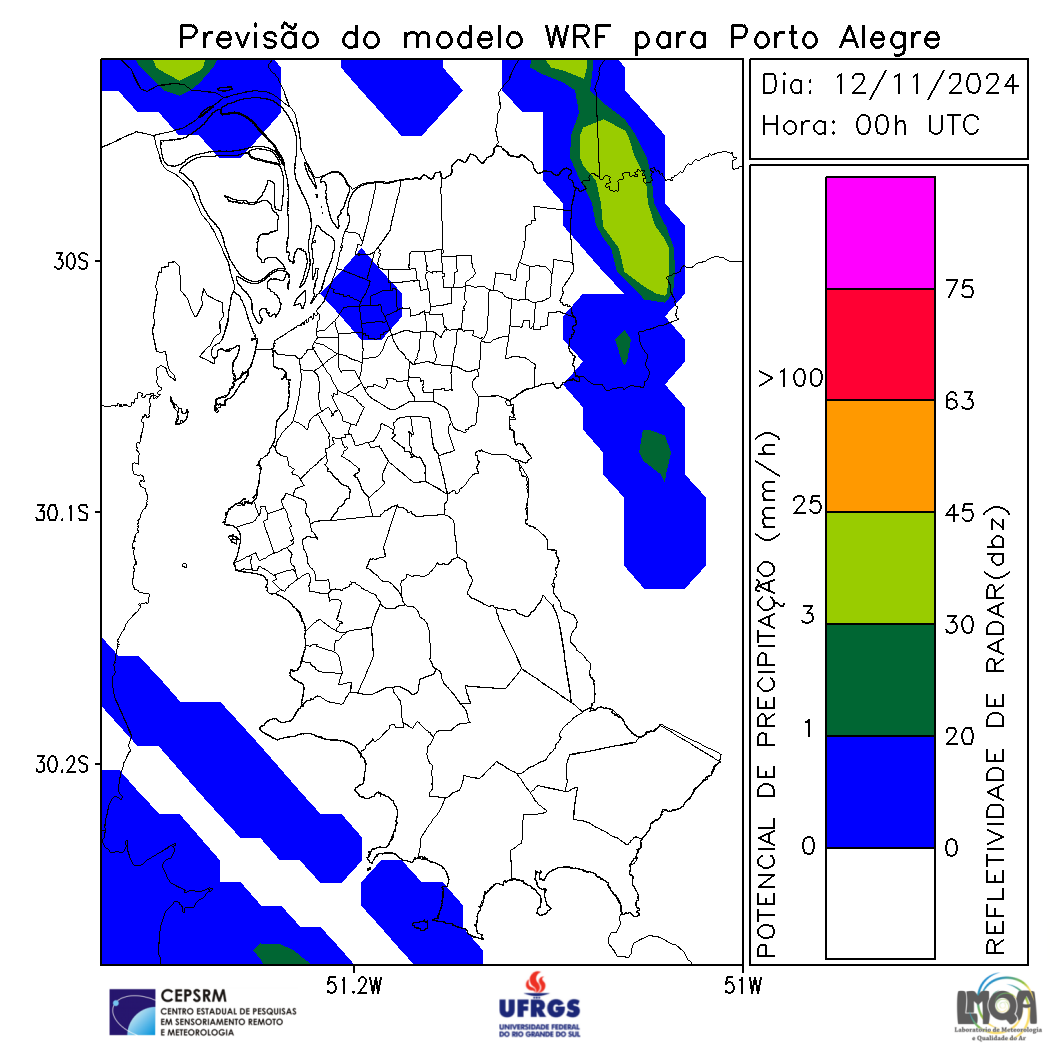 Previsão do modelo WRF para Porto Alegre
Dia: 12/11/2024
Hora: 00h UTC
30S
30.1S
30.2S
51.2W
51W
POTENCIAL DE PRECIPITAÇÃO (mm/h)
>100
25
3
1
0
75
63
45
30
20
0
REFLETIVIDADE DE RADAR(dbz)
CEPSRM
CENTRO ESTADUAL DE PESQUISAS
EM SENSORIAMENTO REMOTO
E METEOROLOGIA
UFRGS
UNIVERSIDADE FEDERAL
DO RIO GRANDE DO SUL
LMQA
Laboratório de Meteorologia
e Qualidade do Ar